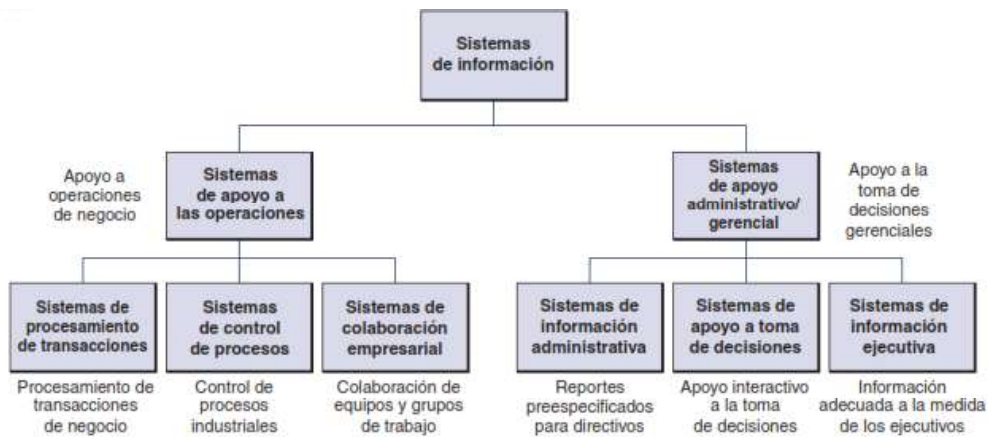 Sistemas
de información
Apoyo a
operaciones
de negocio
Sistemas
de apoyo a
las operaciones
Sistemas
de apoyo
administrativo/
gerencial
Apoyo a la
toma de
decisiones
gerenciales
Sistemas de
procesamiento
de transacciones
Sistemas
de control
de procesos
Sistemas de
colaboración
empresarial
Sistemas de
información
administrativa
Sistemas de
apoyo a toma
de decisiones
Sistemas de
información
ejecutiva
Procesamiento de
transacciones
de negocio
Control de
procesos
industriales
Colaboración de
equipos y grupos
de trabajo
Reportes
preespecificados
para directivos
Apoyo interactivo
a la toma
de decisiones
Información
adecuada a la medida
de los ejecutivos